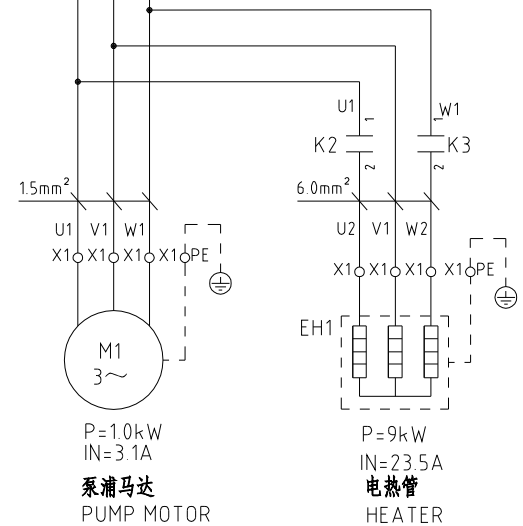 U1 W1
1 1
K2 K3
2 2
1.5mm² 6.0mm²
U1 V1 W1 U2 V1 W2
X1 X1 X1 X1 PE X1 X1 X1 X1 PE
EH1
M1
3～
P=1.0kW
IN=3.1A
泵浦马达
PUMP MOTOR
P=9kW
IN=23.5A
电热管
HEATER